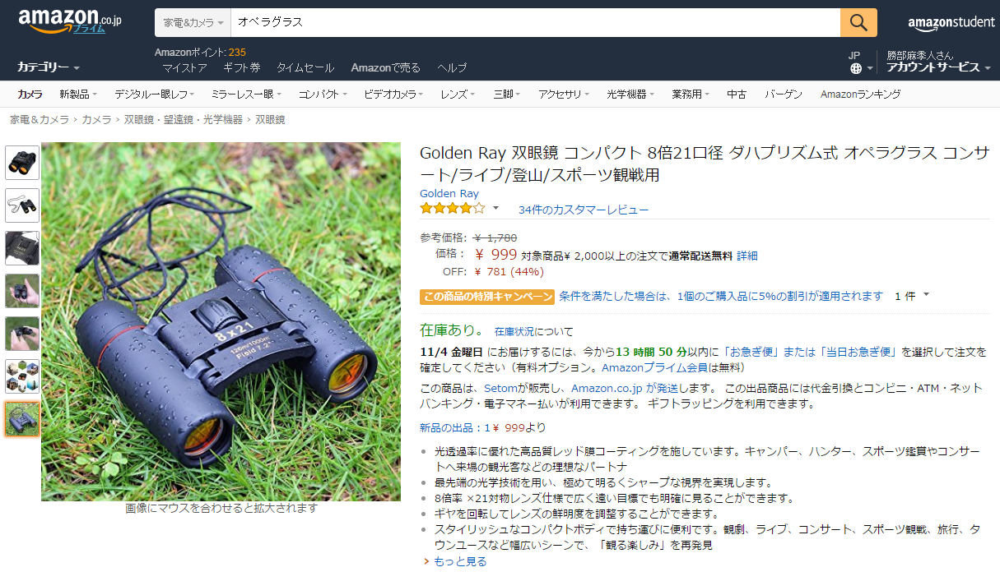 amazon.co.jp
プライム
家電&カメラ
オペラグラス
amazonstudent
Amazonポイント: 235
カテゴリー
マイストア ギフト券 タイムセール Amazonで売る ヘルプ
JP
勝部麻季人さん
アカウントサービス
カメラ 新製品 デジタル一眼レフ ミラーレス一眼 コンパクト ビデオカメラ レンズ 三脚 アクセサリ 光学機器 業務用 中古 バーゲン Amazonランキング
家電&カメラ › カメラ › 双眼鏡・望遠鏡・光学機器 › 双眼鏡
Golden Ray 双眼鏡 コンパクト 8倍21口径 ダハプリズム式 オペラグラス コンサ
ート/ライブ/登山/スポーツ観戦用
Golden Ray
34件のカスタマーレビュー
参考価格: ¥ 1,780
価格： ¥ 999 対象商品¥ 2,000以上の注文で通常配送無料 詳細
OFF: ¥ 781 (44%)
この商品の特別キャンペーン 条件を満たした場合は、1個のご購入品に5%の割引が適用されます 1 件
在庫あり。 在庫状況について
11/4 金曜日 にお届けするには、今から13 時間 50 分以内に「お急ぎ便」または「当日お急ぎ便」を選択して注文を
確定してください（有料オプション。Amazonプライム会員は無料）
この商品は、Setomが販売し、Amazon.co.jp が発送します。 この出品商品には代金引換とコンビニ・ATM・ネット
バンキング・電子マネー払いが利用できます。 ギフトラッピングを利用できます。
新品の出品：1¥ 999より
光透過率に優れた高品質レッド膜コーティングを施しています。キャンパー、ハンター、スポーツ鑑賞やコンサー
トへ来場の観光客などの理想なパートナ
最先端の光学技術を用い、極めて明るくシャープな視界を実現します。
8倍率 ×21対物レンズ仕様で広く遠い目標でも明確に見ることができます。
ギヤを回転してレンズの鮮明度を調整することができます。
スタイリッシュなコンパクトボディで持ち運びに便利です。観劇、ライブ、コンサート、スポーツ観戦、旅行、タ
ウンユースなど幅広いシーンで、「観る楽しみ」を再発見
もっと見る
8x21
126m/1000m
Field 7.2°
画像にマウスを合わせると拡大されます